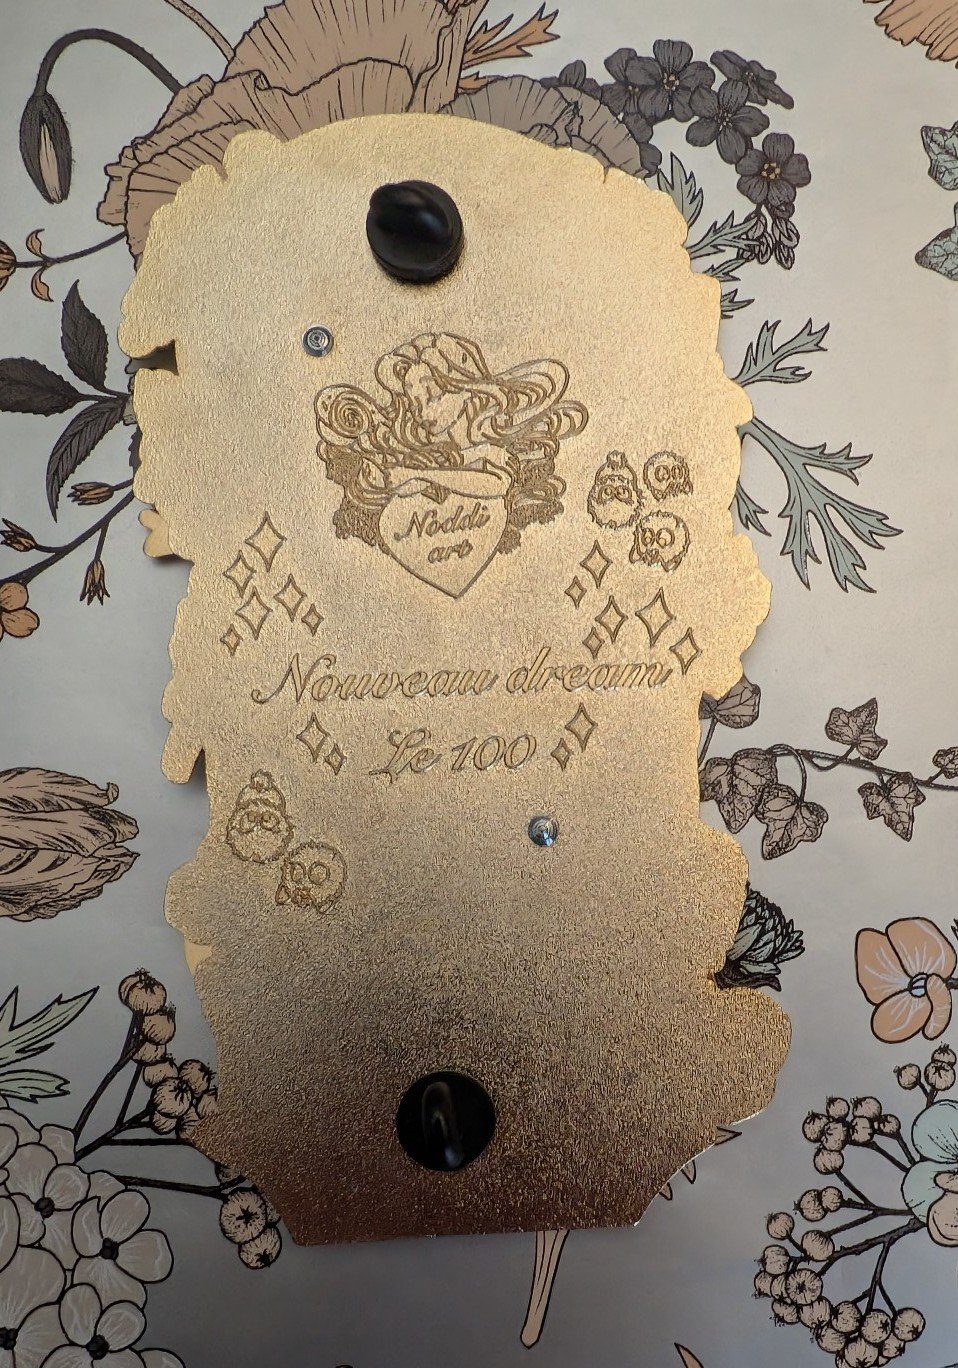 Noddi
art
Nouveau dream
Le 100